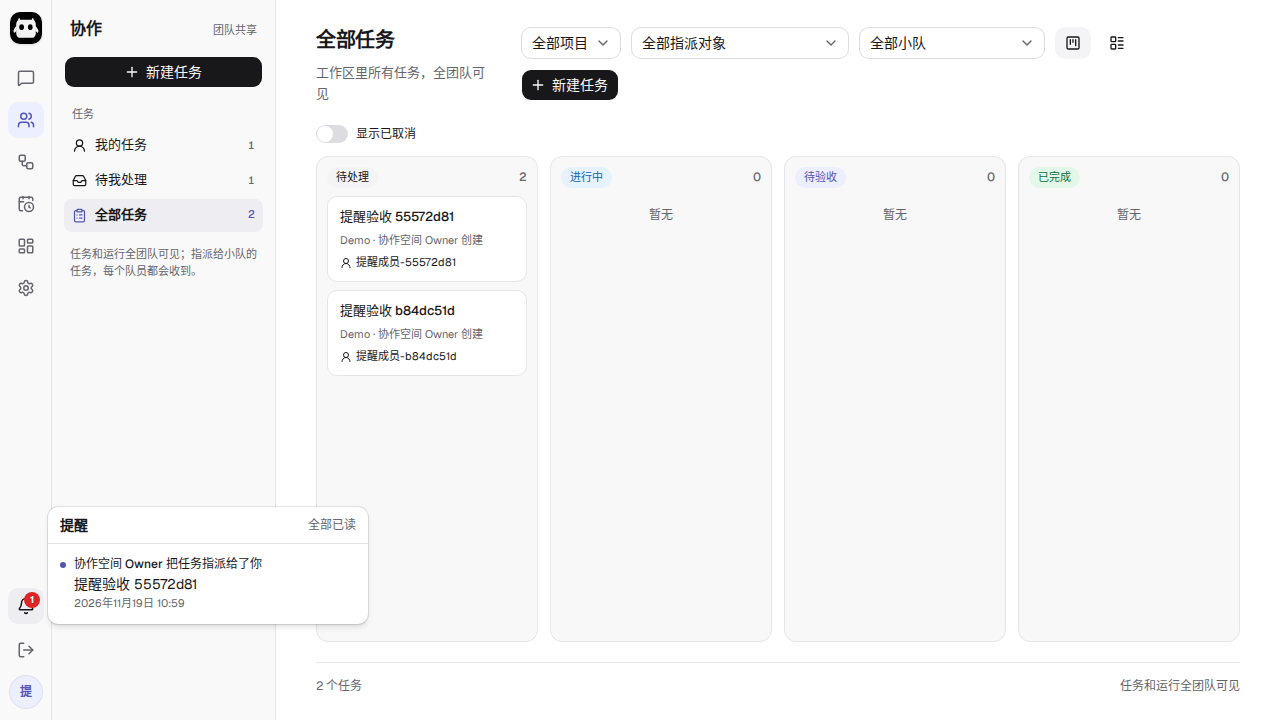 协作
团队共享
新建任务
任务
我的任务 1
待我处理 1
全部任务 2
任务和运行全团队可见；指派给小队的
任务，每个队员都会收到。
全部任务
工作区里所有任务，全团队可
见
全部项目
全部指派对象
全部小队
新建任务
显示已取消
待处理 2
提醒验收 55572d81
Demo · 协作空间 Owner 创建
提醒成员-55572d81
提醒验收 b84dc51d
Demo · 协作空间 Owner 创建
提醒成员-b84dc51d
进行中 0
暂无
待验收 0
暂无
已完成 0
暂无
提醒
全部已读
协作空间 Owner 把任务指派给了你
提醒验收 55572d81
2026年11月19日 10:59
1
提
2 个任务
任务和运行全团队可见